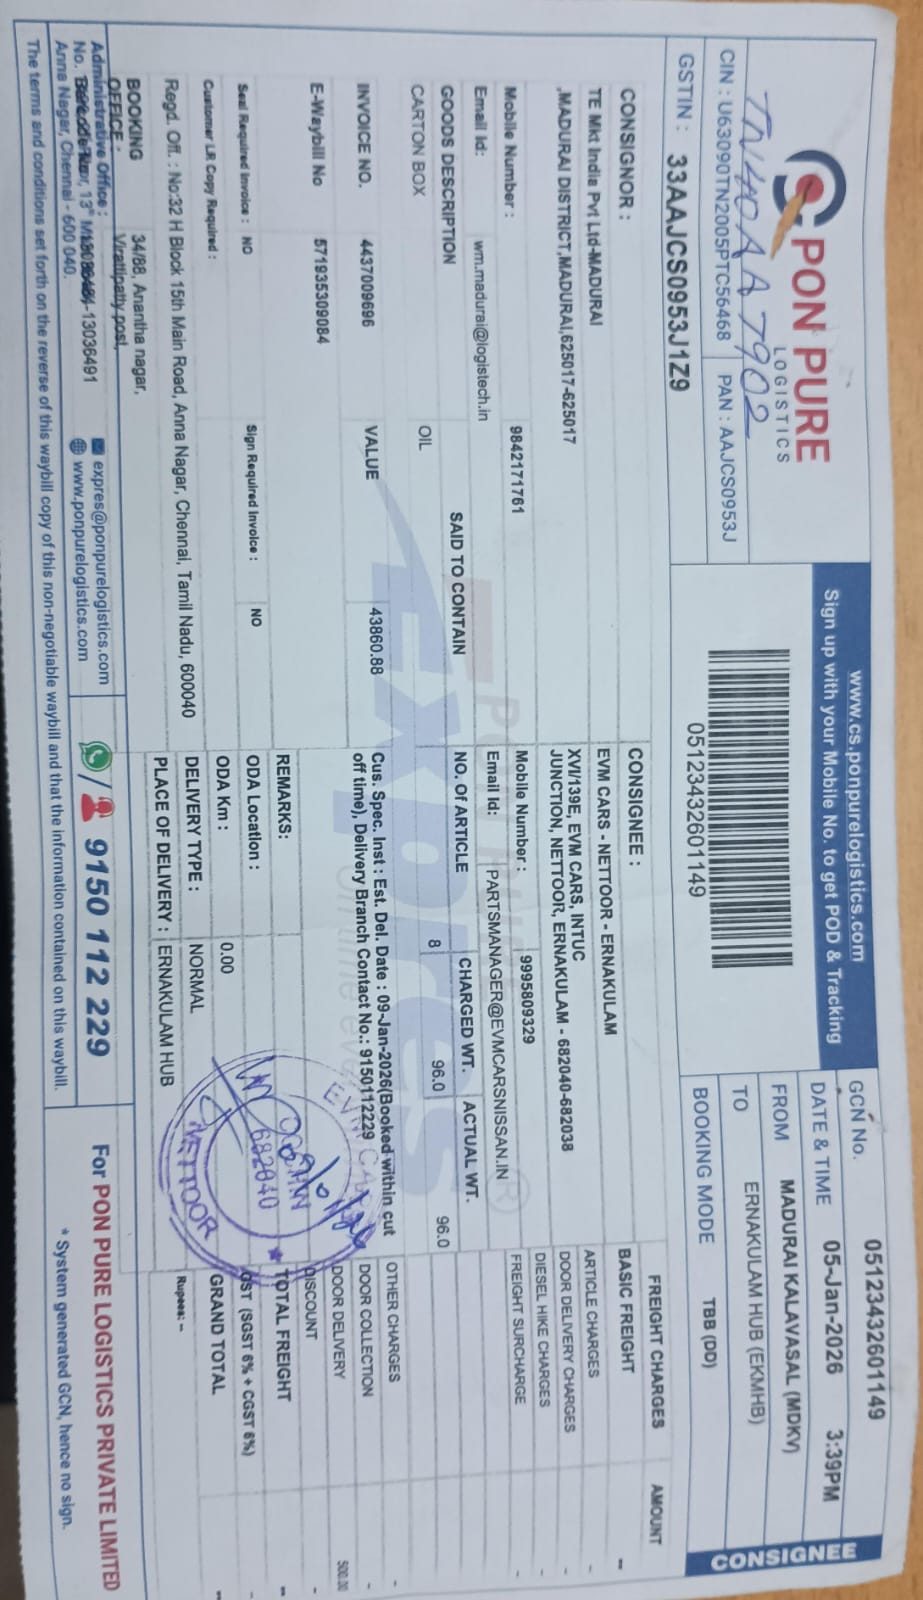 PON PURE
LOGISTICS
TN40AA7902
CIN : U63090TN2005PTC56468 PAN : AAJCS0953J
GSTIN : 33AAJCS0953J1Z9
www.cs.ponpurelogistics.com
Sign up with your Mobile No. to get POD & Tracking
05123432601149
GCN No. 05123432601149
DATE & TIME 05-Jan-2026 3:39PM
FROM MADURAI KALAVASAL (MDKV)
TO ERNAKULAM HUB (EKMHB)
BOOKING MODE TBB (DD)
CONSIGNEE
CONSIGNOR :
TE Mkt India Pvt Ltd-MADURAI
,MADURAI DISTRICT,MADURAI,625017-625017
Mobile Number : 9842171761
Email Id: wm.madurai@logistech.in
CONSIGNEE :
EVM CARS - NETTOOR - ERNAKULAM
XVI/139E, EVM CARS, INTUC
JUNCTION, NETTOOR, ERNAKULAM - 682040-682038
Mobile Number : 9995809329
Email Id: PARTSMANAGER@EVMCARSNISSAN.IN
GOODS DESCRIPTION SAID TO CONTAIN NO. Of ARTICLE CHARGED WT. ACTUAL WT.
CARTON BOX OIL 8 96.0 96.0
INVOICE NO. 4437009696 VALUE 43860.88
E-Waybill No 571935309084
Cus. Spec. Inst : Est. Del. Date : 09-Jan-2026(Booked within cut
off time), Delivery Branch Contact No.: 9150112229
Seal Required Invoice : NO Sign Required Invoice : NO
Customer LR Copy Required :
REMARKS:
ODA Location :
ODA Km : 0.00
DELIVERY TYPE : NORMAL
PLACE OF DELIVERY : ERNAKULAM HUB
FREIGHT CHARGES AMOUNT
BASIC FREIGHT --
ARTICLE CHARGES -
DOOR DELIVERY CHARGES -
DIESEL HIKE CHARGES -
FREIGHT SURCHARGE -
OTHER CHARGES -
DOOR COLLECTION -
DOOR DELIVERY 500.00
DISCOUNT -
TOTAL FREIGHT --
GST (SGST 6% + CGST 6%) -
GRAND TOTAL --
Rupees: --
EVM
COCHIN
682040
NETTOOR
Expres
Regd. Off. : No:32 H Block 15th Main Road, Anna Nagar, Chennai, Tamil Nadu, 600040
BOOKING OFFICE : 34/88, Anantha nagar,
Virattipatty post,
Administrative Office :
Anna Nagar, Chennai - 600 040.
expres@ponpurelogistics.com
www.ponpurelogistics.com
9150 112 229
For PON PURE LOGISTICS PRIVATE LIMITED
* System generated GCN, hence no sign.
The terms and conditions set forth on the reverse of this waybill copy of this non-negotiable waybill and that the information contained on this waybill.